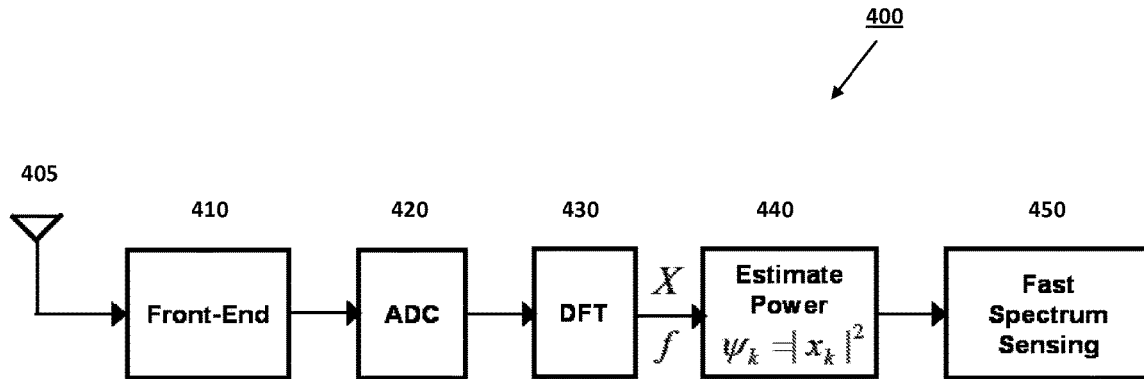 400
405
410
420
430
440
450
Front-End
ADC
DFT
X
f
Estimate
Power
ψk =| xk |²
Fast
Spectrum
Sensing